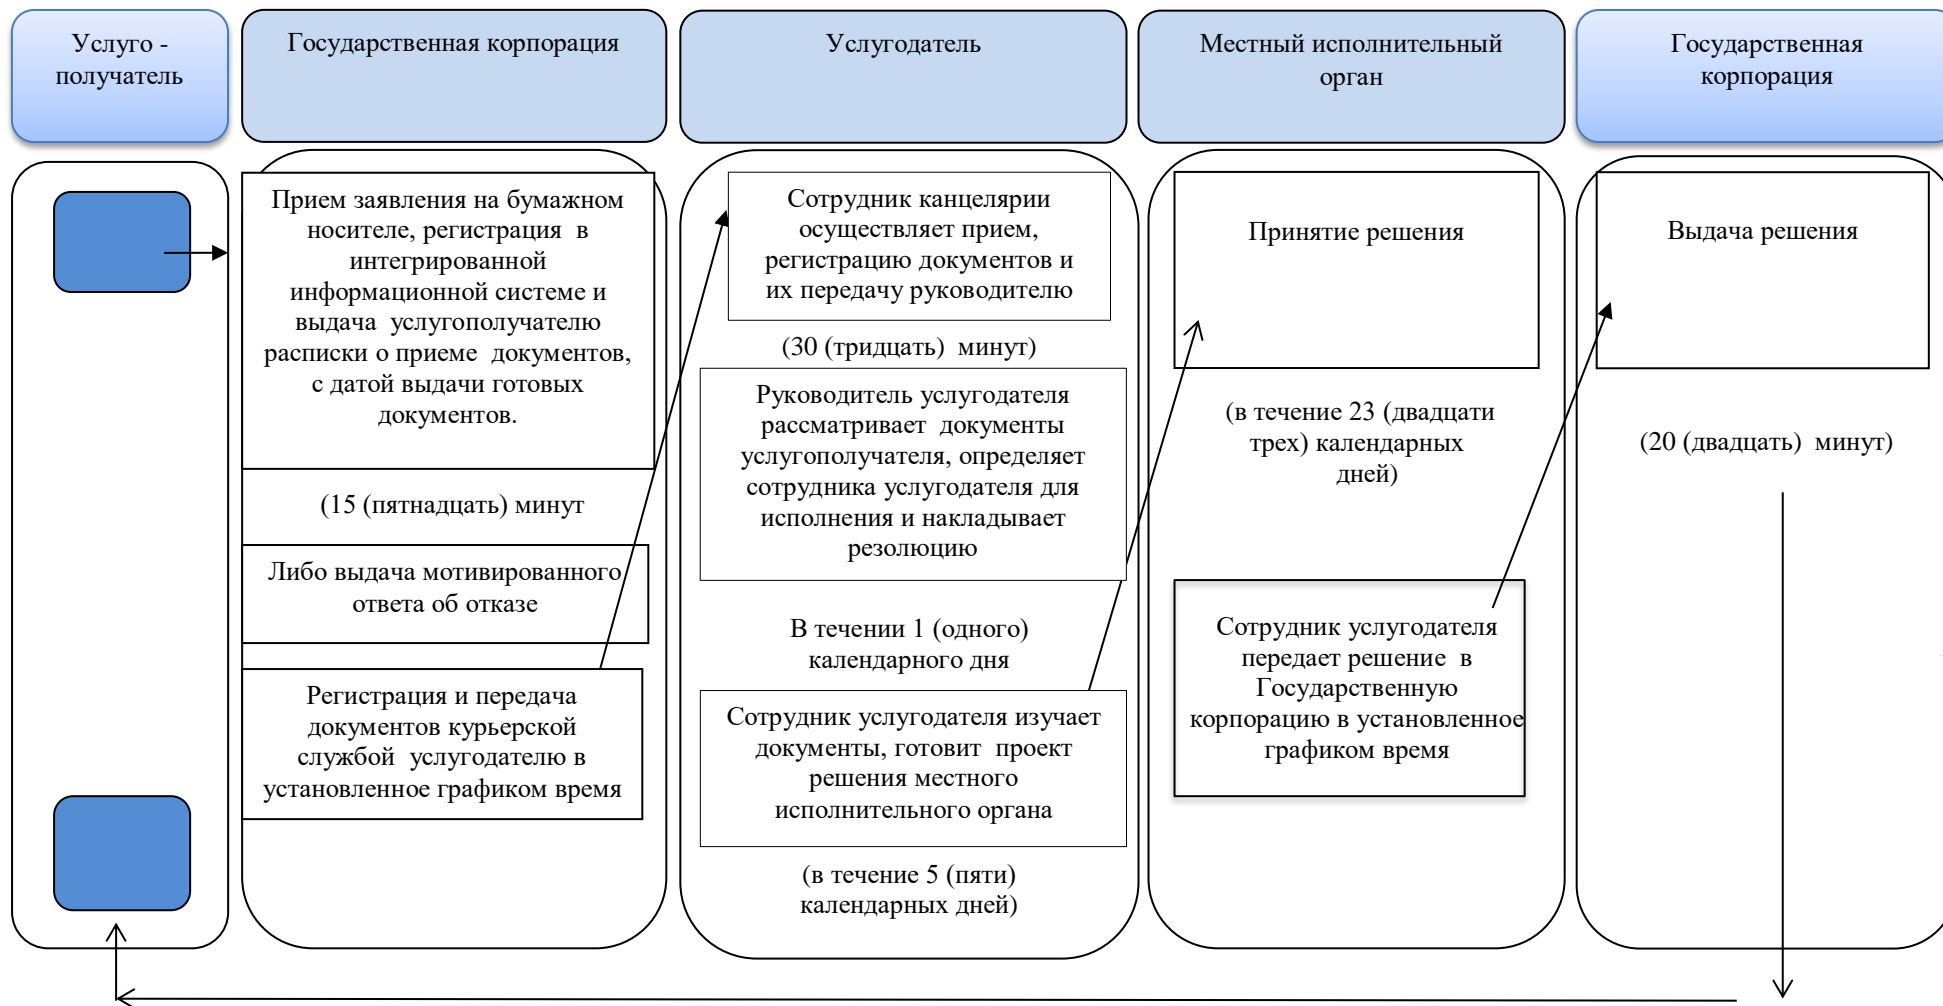 Услуго -
получатель
Государственная корпорация
Услугодатель
Местный исполнительный
орган
Государственная
корпорация
Прием заявления на бумажном
носителе, регистрация в
интегрированной
информационной системе и
выдача услугополучателю
расписки о приеме документов,
с датой выдачи готовых
документов.
(15 (пятнадцать) минут
Либо выдача мотивированного
ответа об отказе
Регистрация и передача
документов курьерской
службой услугодателю в
установленное графиком время
Сотрудник канцелярии
осуществляет прием,
регистрацию документов и
их передачу руководителю
(30 (тридцать) минут)
Руководитель услугодателя
рассматривает документы
услугополучателя, определяет
сотрудника услугодателя для
исполнения и накладывает
резолюцию
В течении 1 (одного)
календарного дня
Сотрудник услугодателя изучает
документы, готовит проект
решения местного
исполнительного органа
(в течение 5 (пяти)
календарных дней)
Принятие решения
(в течение 23 (двадцати
трех) календарных
дней)
Сотрудник услугодателя
передает решение в
Государственную
корпорацию в установленное
графиком время
Выдача решения
(20 (двадцать) минут)